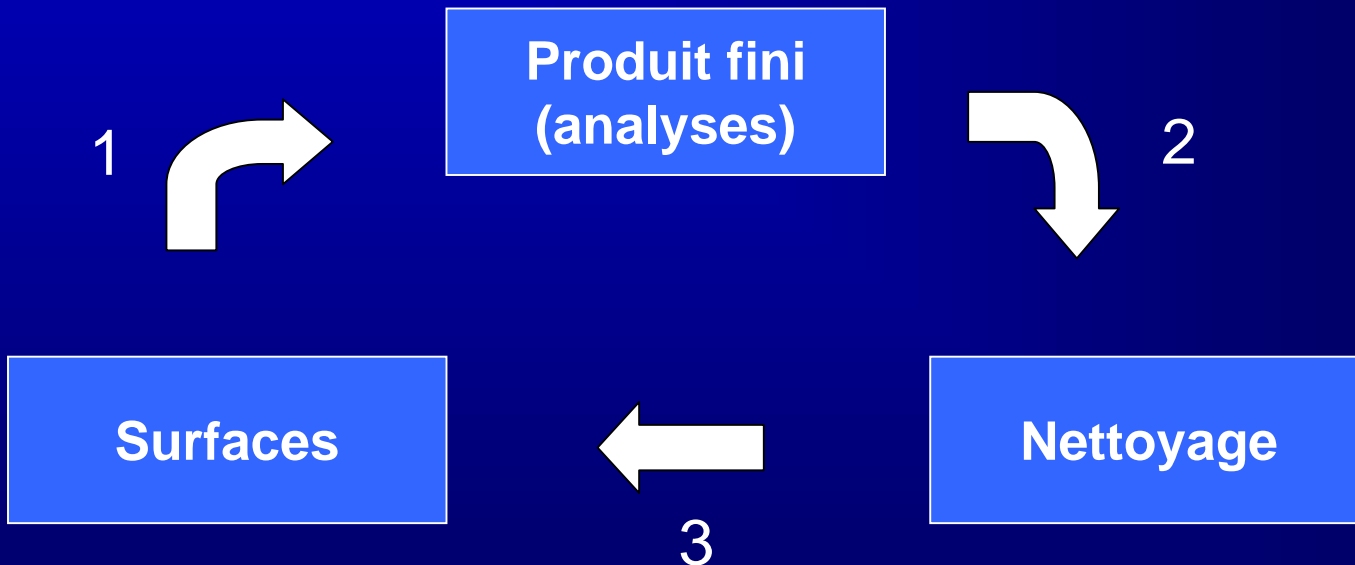 Produit fini
(analyses)
1
2
Surfaces
Nettoyage
3